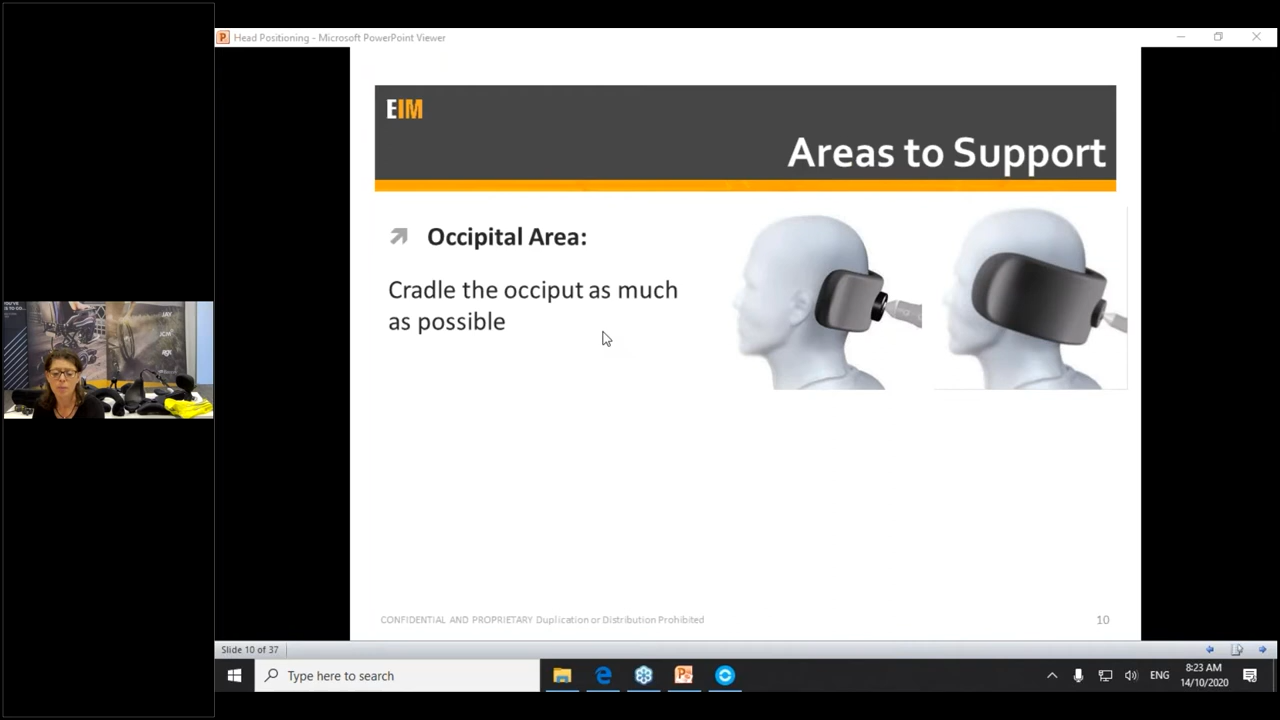 Head Positioning - Microsoft PowerPoint Viewer
EIM
Areas to Support
Occipital Area:
Cradle the occiput as much
as possible
CONFIDENTIAL AND PROPRIETARY Duplication or Distribution Prohibited
10
Slide 10 of 37
Type here to search
ENG
8:23 AM
14/10/2020